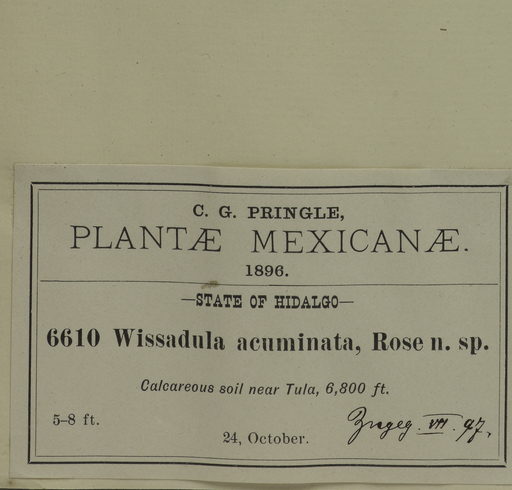 C. G. PRINGLE,
PLANTÆ MEXICANÆ.
1896.
—STATE OF HIDALGO—
6610 Wissadula acuminata, Rose n. sp.
Calcareous soil near Tula, 6,800 ft.
5-8 ft.
24, October.
VII. 97.